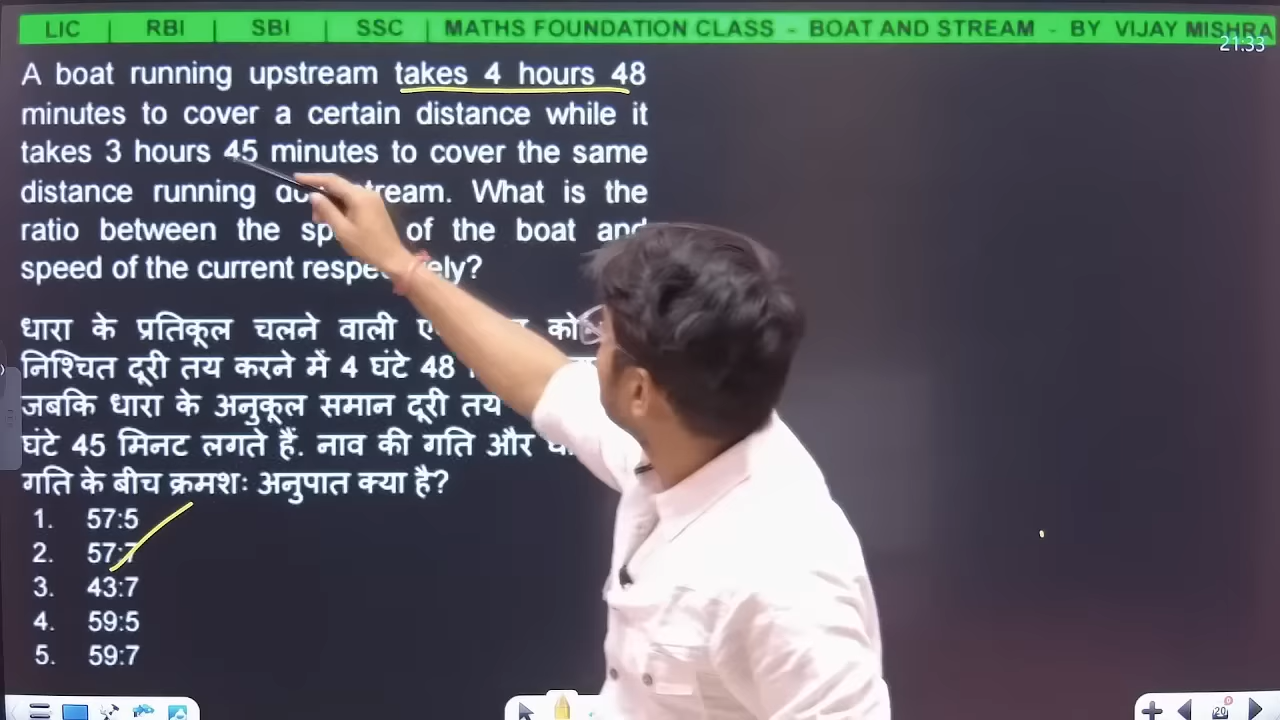 LIC | RBI | SBI | SSC | MATHS FOUNDATION CLASS - BOAT AND STREAM - BY VIJAY MISHRA
21:33
A boat running upstream takes 4 hours 48
minutes to cover a certain distance while it
takes 3 hours 45 minutes to cover the same
distance running What is the
ratio between the of the boat and
speed of the current
धारा के प्रतिकूल चलने वाली
निश्चित दूरी तय करने में 4 घंटे 48
जबकि धारा के अनुकूल समान दूरी तय
घंटे 45 मिनट लगते हैं. नाव की गति और
गति के बीच क्रमशः अनुपात क्या है?
1. 57:5
2. 57:7
3. 43:7
4. 59:5
5. 59:7
20